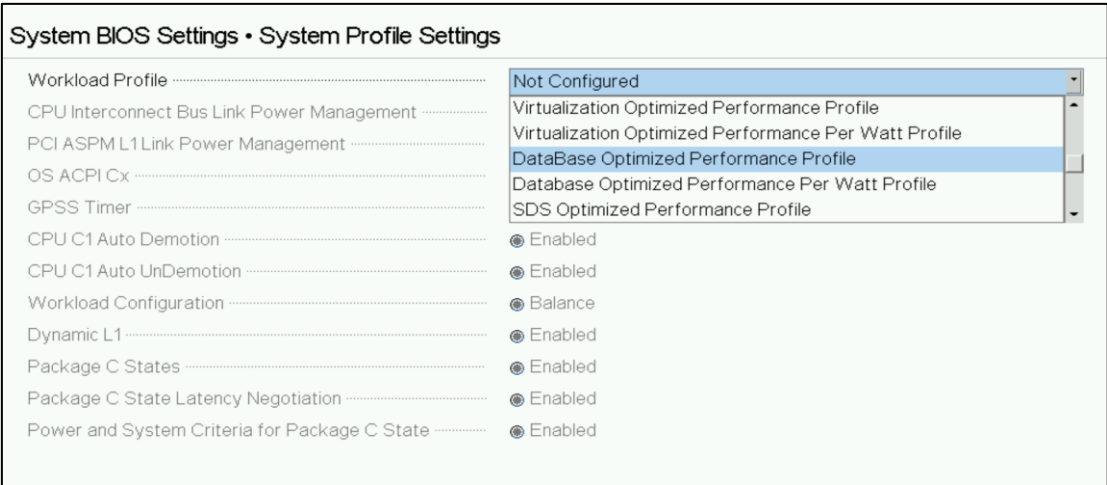 System BIOS Settings • System Profile Settings
Workload Profile Not Configured
CPU Interconnect Bus Link Power Management Virtualization Optimized Performance Profile
PCI ASPM L1 Link Power Management Virtualization Optimized Performance Per Watt Profile
OS ACPI Cx DataBase Optimized Performance Profile
GPSS Timer Database Optimized Performance Per Watt Profile
SDS Optimized Performance Profile
CPU C1 Auto Demotion Enabled
CPU C1 Auto UnDemotion Enabled
Workload Configuration Balance
Dynamic L1 Enabled
Package C States Enabled
Package C State Latency Negotiation Enabled
Power and System Criteria for Package C State Enabled